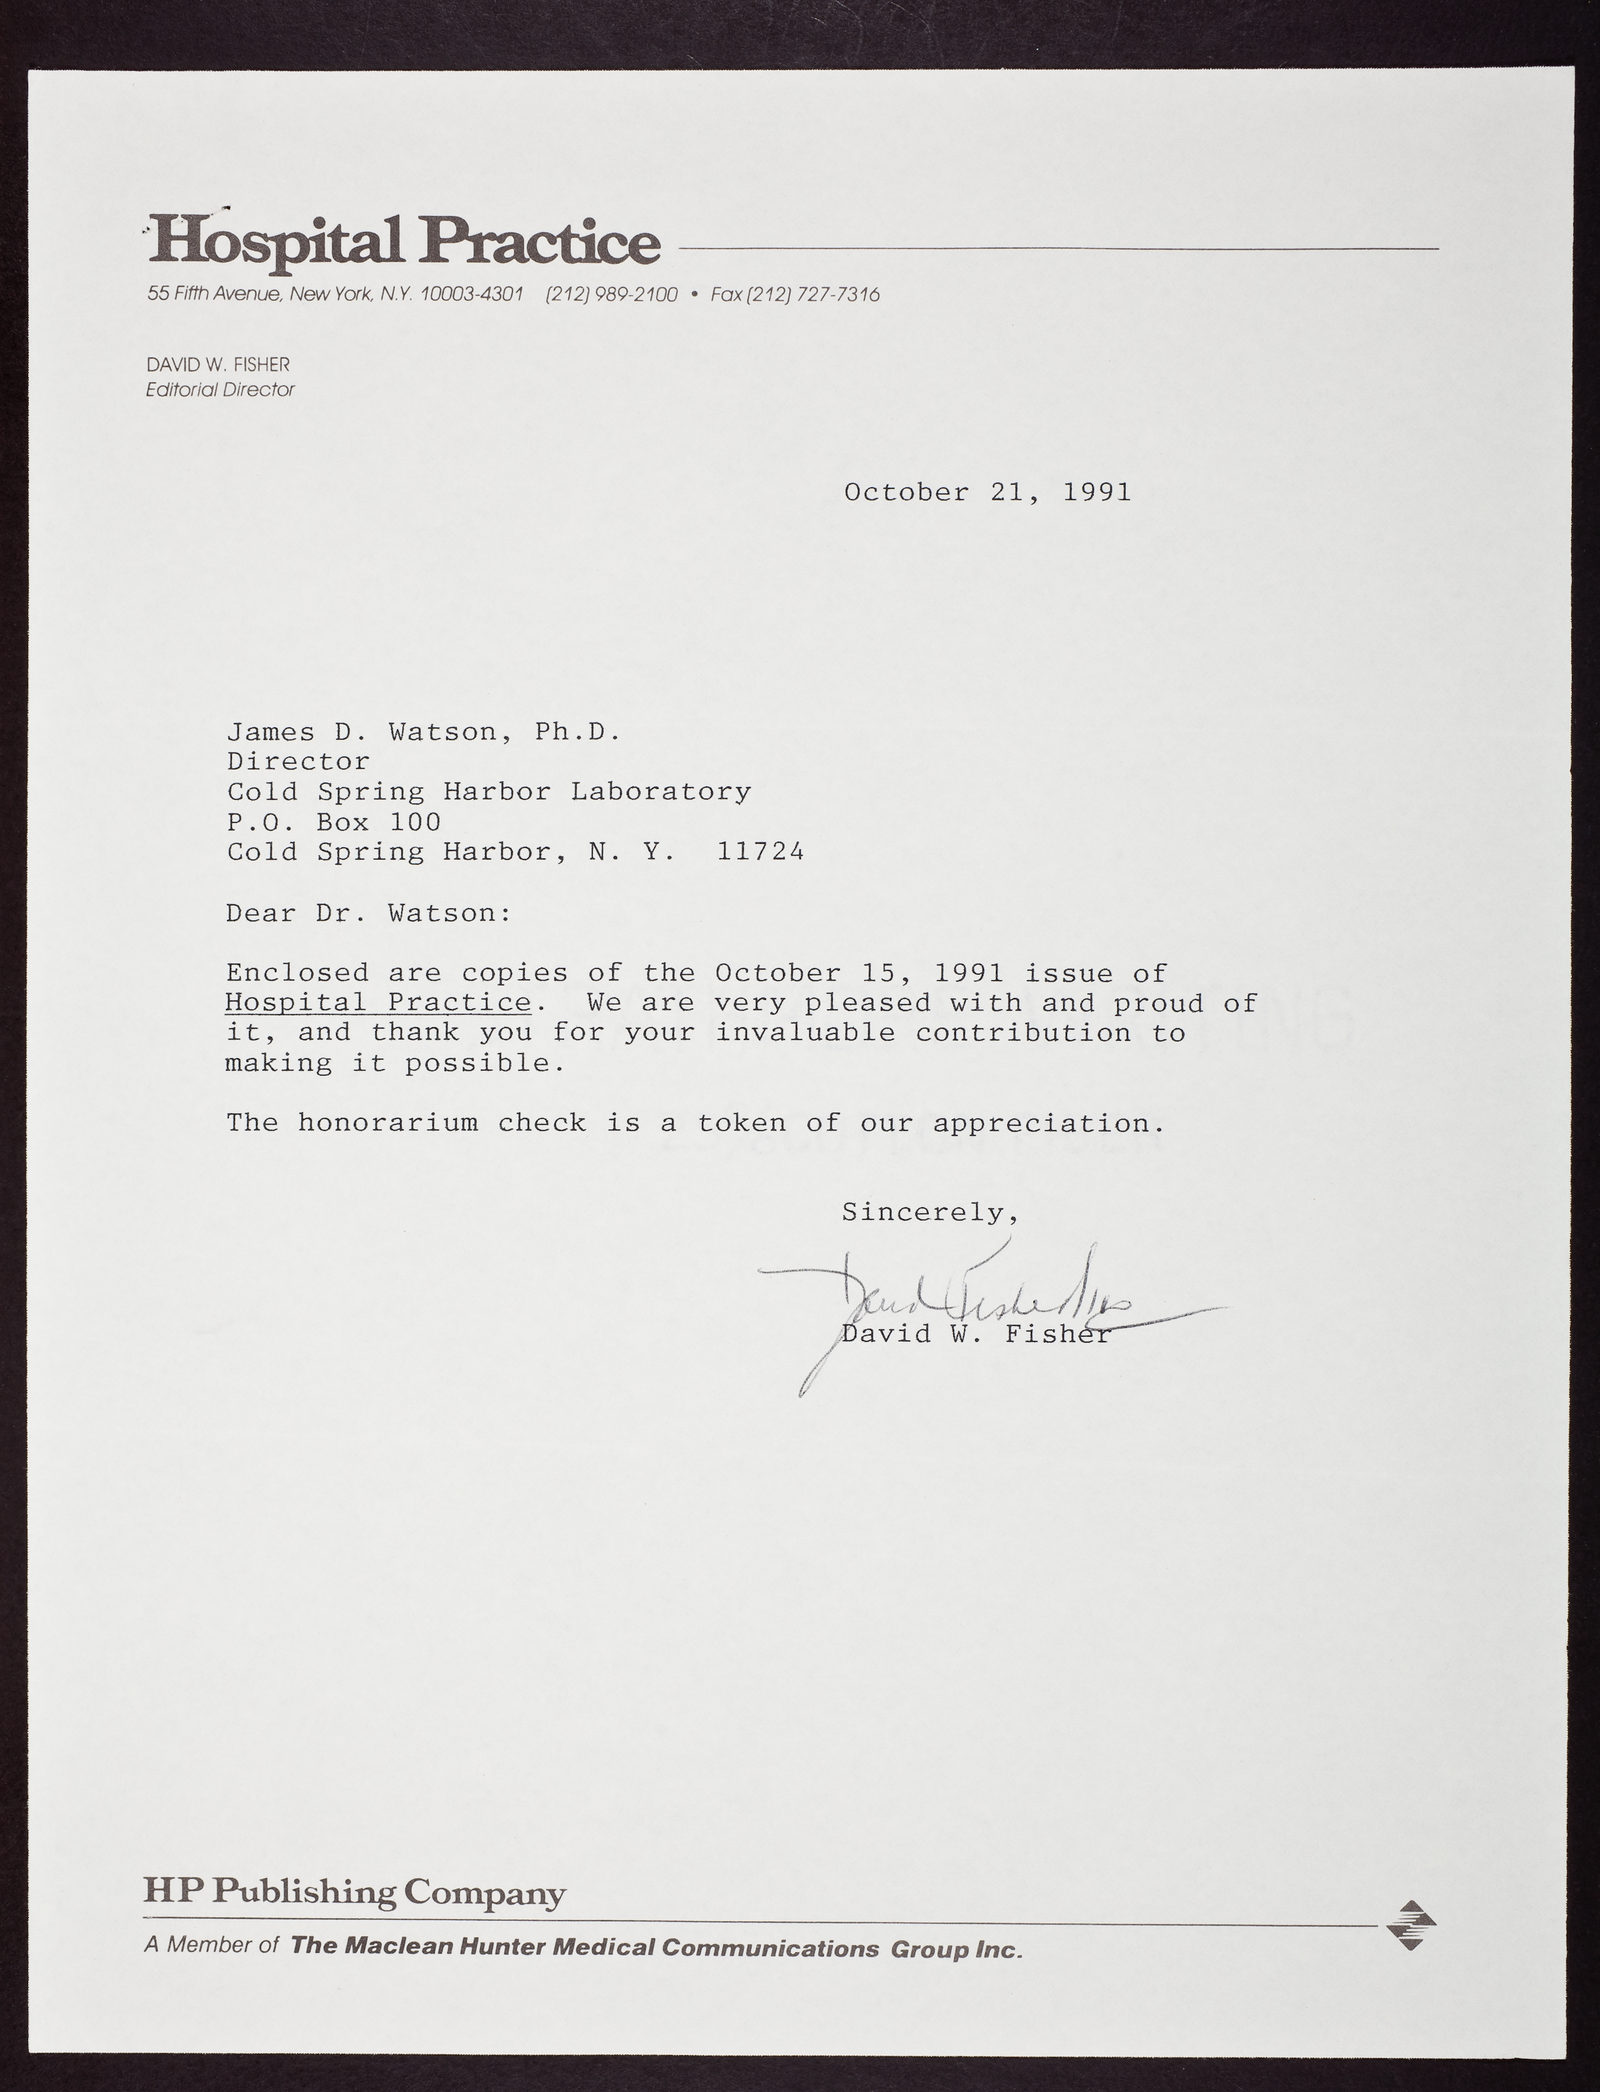 Hospital Practice
55 Fifth Avenue, New York, N.Y. 10003-4301 (212) 989-2100 • Fax (212) 727-7316
DAVID W. FISHER
Editorial Director
October 21, 1991
James D. Watson, Ph.D.
Director
Cold Spring Harbor Laboratory
P.O. Box 100
Cold Spring Harbor, N. Y. 11724
Dear Dr. Watson:
Enclosed are copies of the October 15, 1991 issue of
Hospital Practice. We are very pleased with and proud of
it, and thank you for your invaluable contribution to
making it possible.
The honorarium check is a token of our appreciation.
Sincerely,
David Fisher
David W. Fisher
HP Publishing Company
A Member of The Maclean Hunter Medical Communications Group Inc.